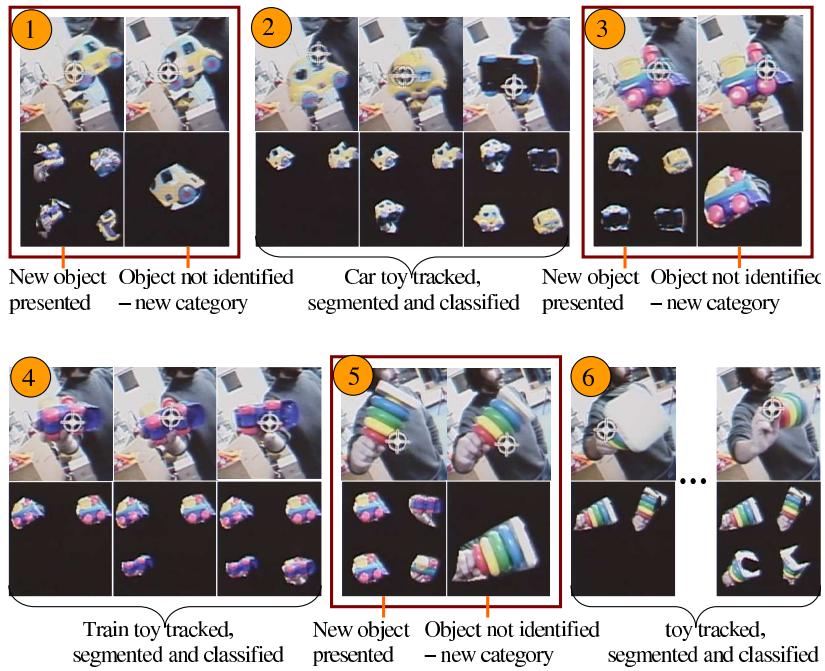 1
2
3
New object
presented
Object not identified
– new category
Car toy tracked,
segmented and classified
New object
presented
Object not identified
– new category
4
5
6
...
Train toy tracked,
segmented and classified
New object
presented
Object not identified
– new category
toy tracked,
segmented and classified